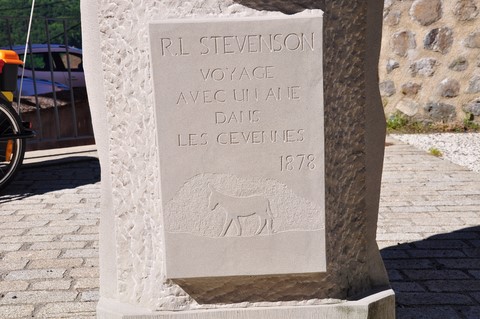 R.L STEVENSON
VOYAGE
AVEC UN ANE
DANS
LES CEVENNES
1878